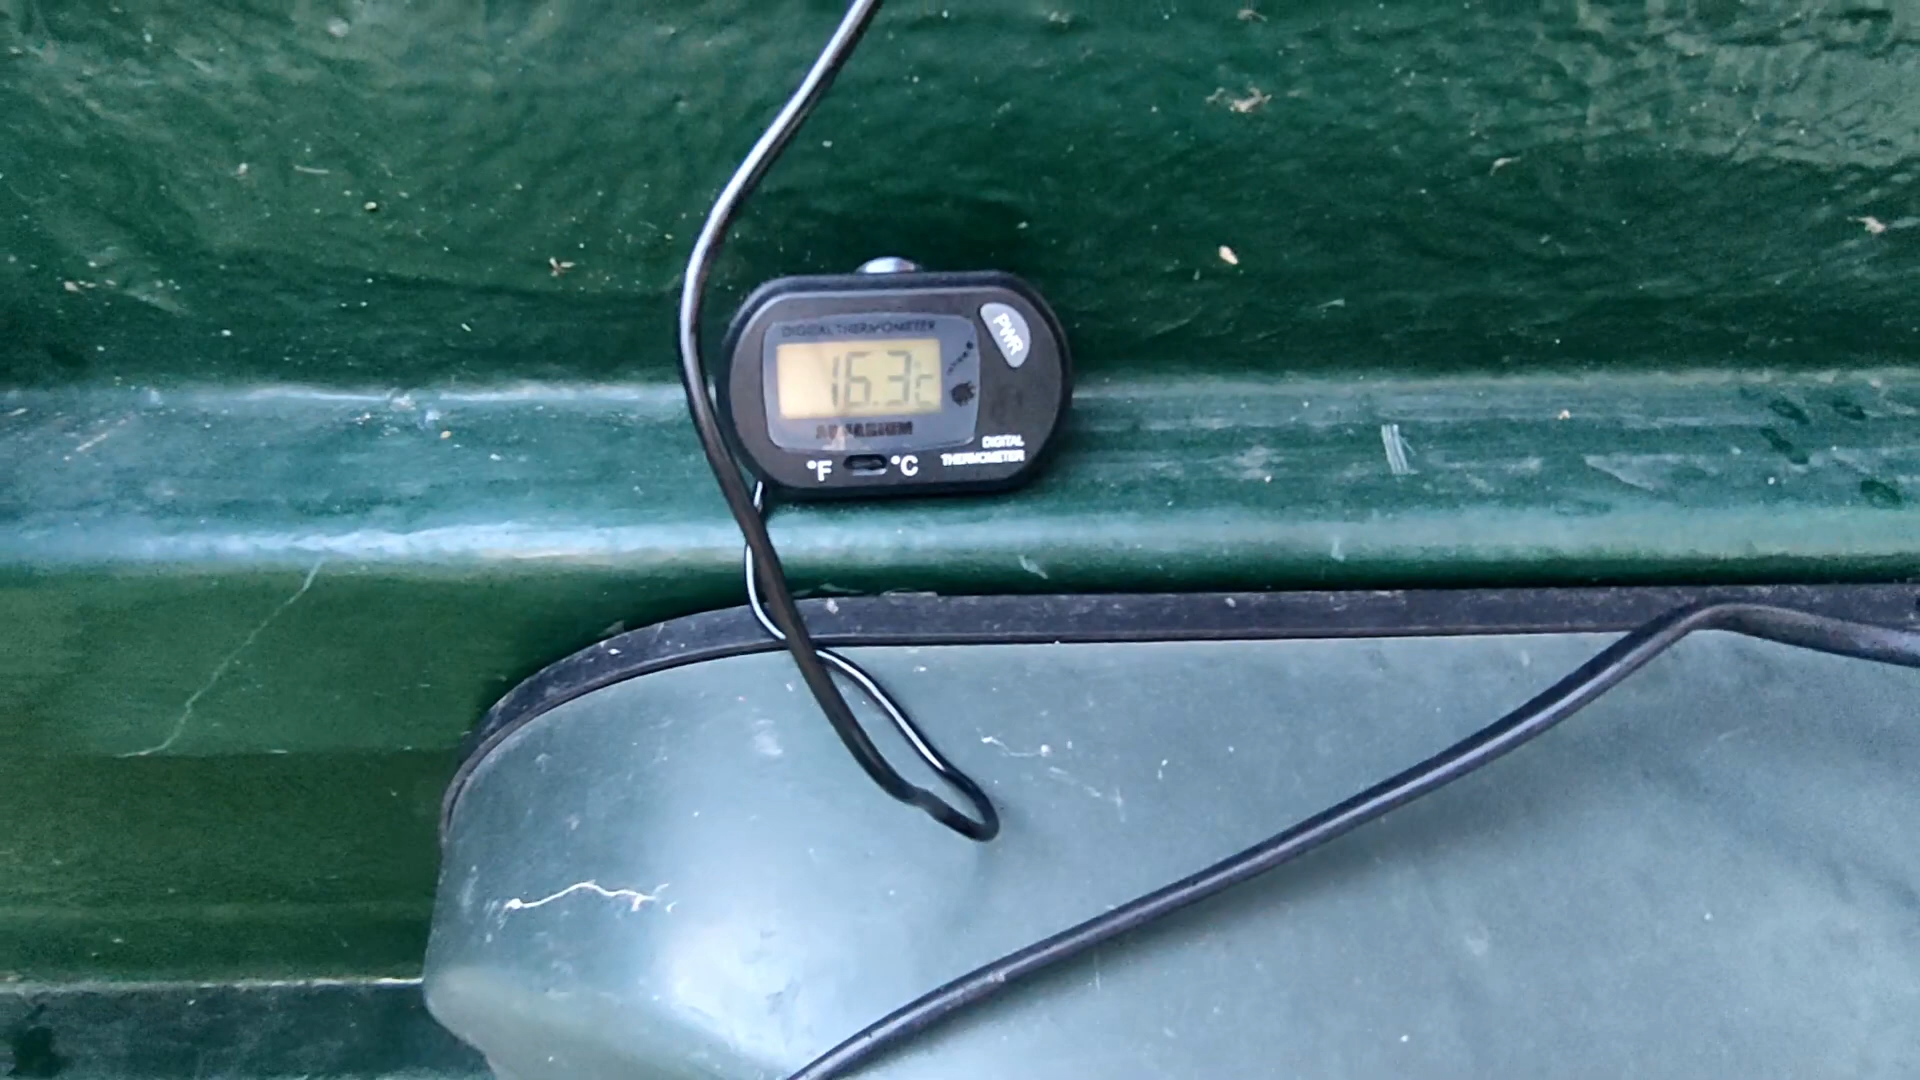 DIGITAL THERMOMETER
PWR
16.3°C
AQUARIUM
°F °C
DIGITAL
THERMOMETER